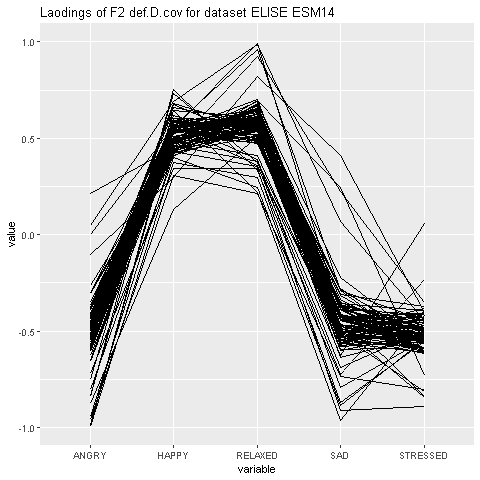 Laodings of F2 def.D.cov for dataset ELISE ESM14
1.0
0.5
0.0
-0.5
-1.0
value
ANGRY HAPPY RELAXED SAD STRESSED
variable